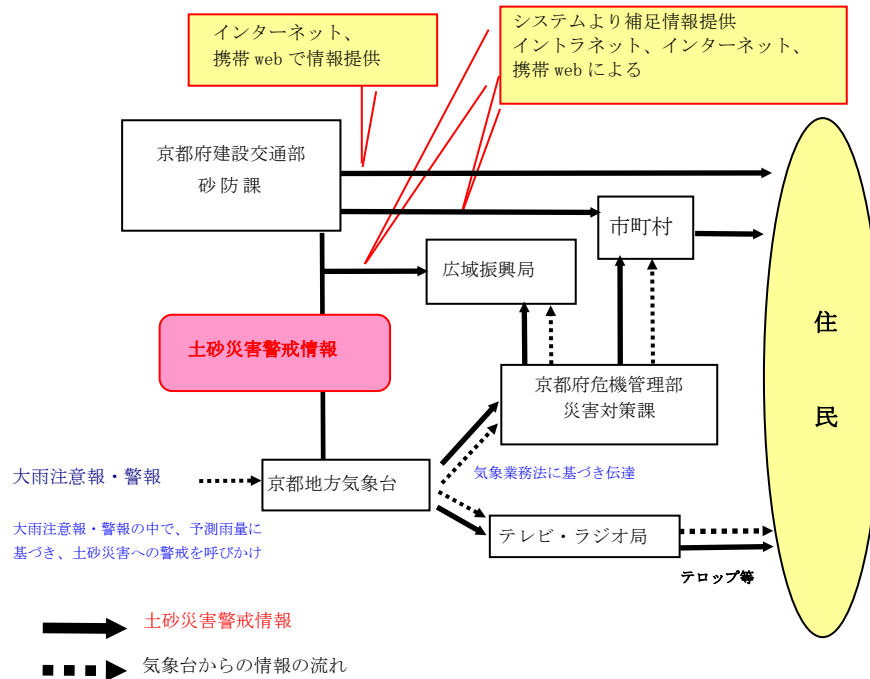 インターネット、
携帯 web で情報提供
システムより補足情報提供
イントラネット、インターネット、
携帯 web による
京都府建設交通部
砂防課
市町村
広域振興局
住
民
土砂災害警戒情報
京都府危機管理部
災害対策課
大雨注意報・警報
京都地方気象台
気象業務法に基づき伝達
大雨注意報・警報の中で、予測雨量に
基づき、土砂災害への警戒を呼びかけ
テレビ・ラジオ局
テロップ等
土砂災害警戒情報
気象台からの情報の流れ